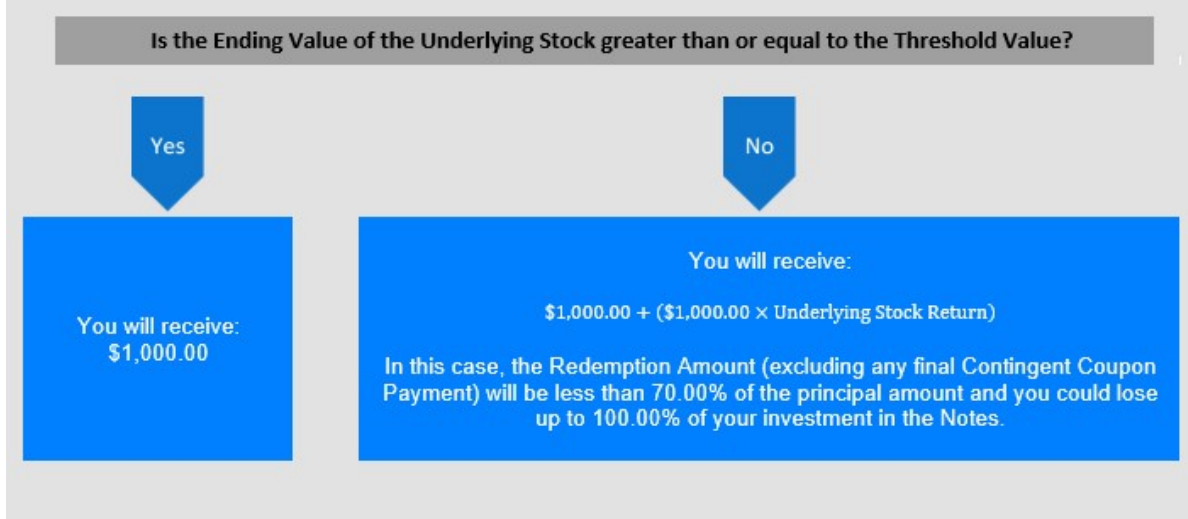 Is the Ending Value of the Underlying Stock greater than or equal to the Threshold Value?
Yes
No
You will receive:
$1,000.00
You will receive:
$1,000.00 + ($1,000.00 × Underlying Stock Return)
In this case, the Redemption Amount (excluding any final Contingent Coupon
Payment) will be less than 70.00% of the principal amount and you could lose
up to 100.00% of your investment in the Notes.